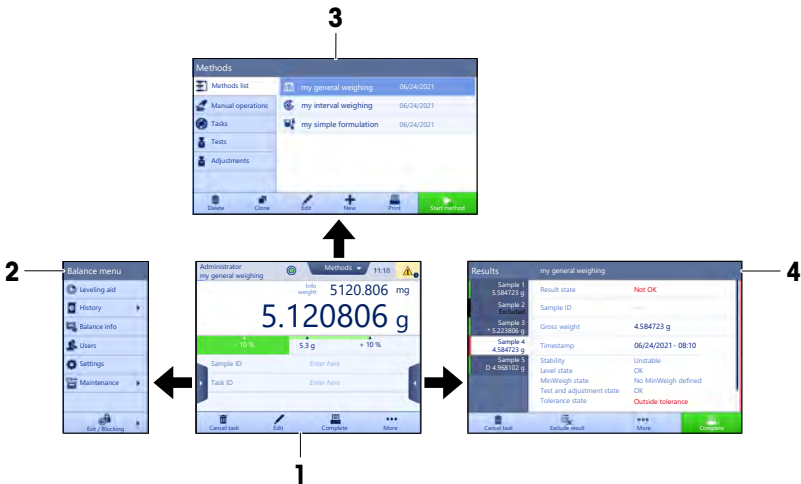 3
Methods
Methods list
my general weighing 06/24/2021
Manual operations
my interval weighing 06/24/2021
Tasks
my simple formulation 06/24/2021
Tests
Adjustments
Delete Clone Edit New Print Start method
2
Balance menu
Leveling aid
History
Balance info
Users
Settings
Maintenance
Exit / Blocking
Administrator
my general weighing
Methods 11:18
Info
weight 5120.806 mg
5.120806 g
- 10 % 5.3 g + 10 %
Sample ID Enter here
Task ID Enter here
Cancel task Edit Complete More
1
4
Results my general weighing
Sample 1
5.584723 g
Sample 2
Excluded
Sample 3
* 5.223806 g
Sample 4
4.584723 g
Sample 5
D 4.968102 g
Result state Not OK
Sample ID ---
Gross weight 4.584723 g
Timestamp 06/24/2021 - 08:10
Stability Unstable
Level state OK
MinWeigh state No MinWeigh defined
Test and adjustment state OK
Tolerance state Outside tolerance
Cancel task Exclude result More Complete